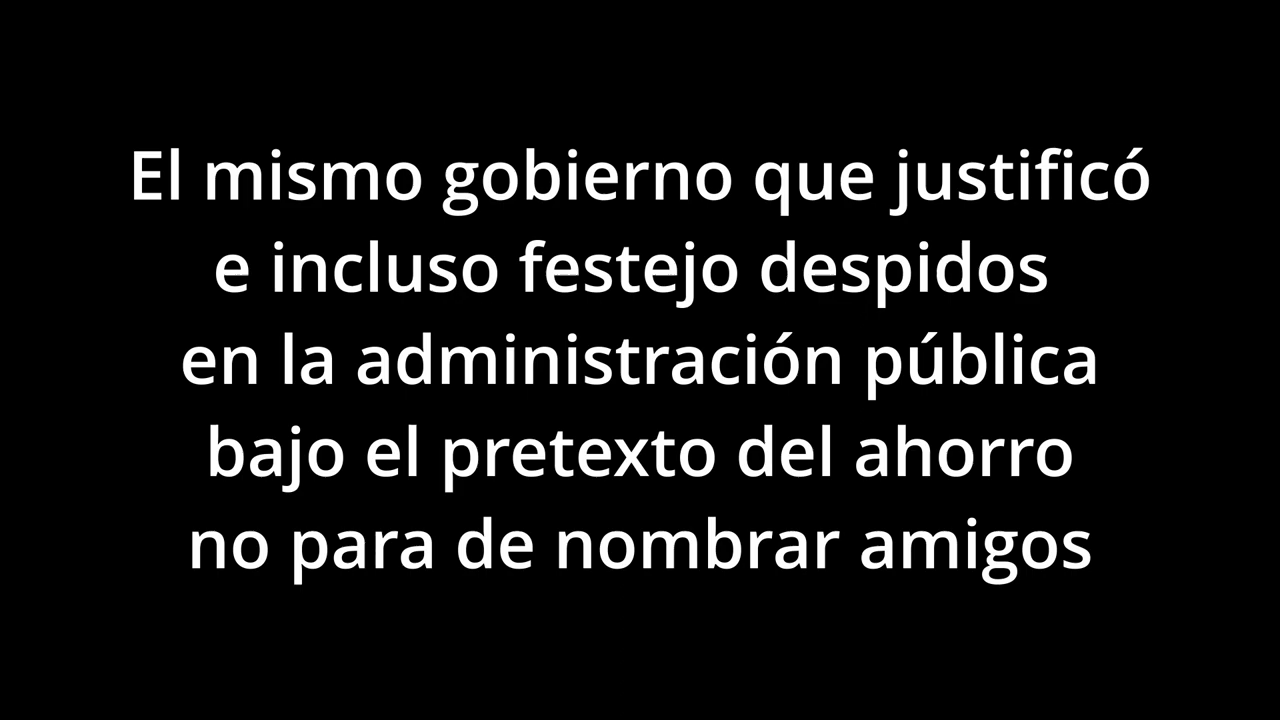 El mismo gobierno que justificó
e incluso festejo despidos
en la administración pública
bajo el pretexto del ahorro
no para de nombrar amigos